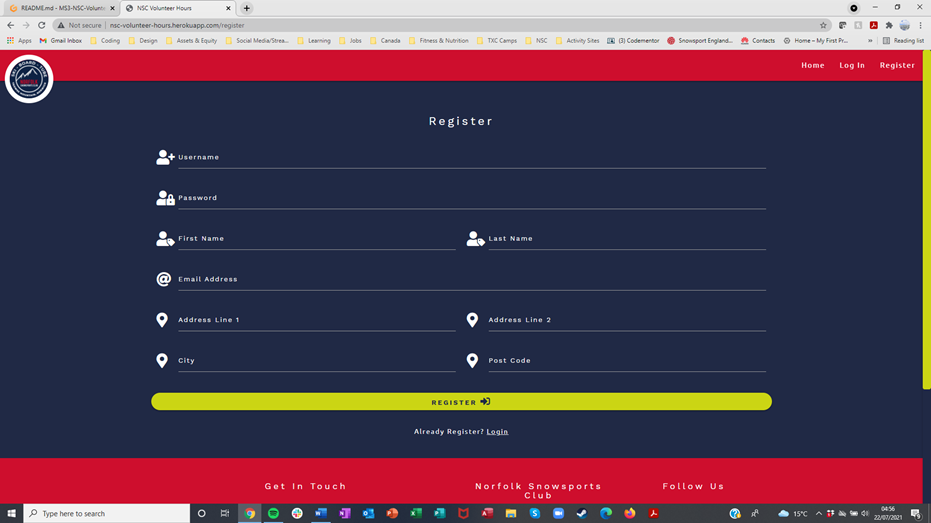 README.md - MS3-NSC-Volunte
NSC Volunteer Hours
Not secure | nsc-volunteer-hours.herokuapp.com/register
Apps Gmail Inbox Coding Design Assets & Equity Social Media/Strea... Learning Jobs Canada Fitness & Nutrition TXC Camps NSC Activity Sites (3) Codementor Snowsport England... Contacts Home – My First Pr... » Reading list
Home Log In Register
Register
Username
Password
First Name Last Name
Email Address
Address Line 1 Address Line 2
City Post Code
REGISTER
Already Register? Login
Get In Touch Norfolk Snowsports Follow Us
Club
Type here to search
15°C
04:56
22/07/2021